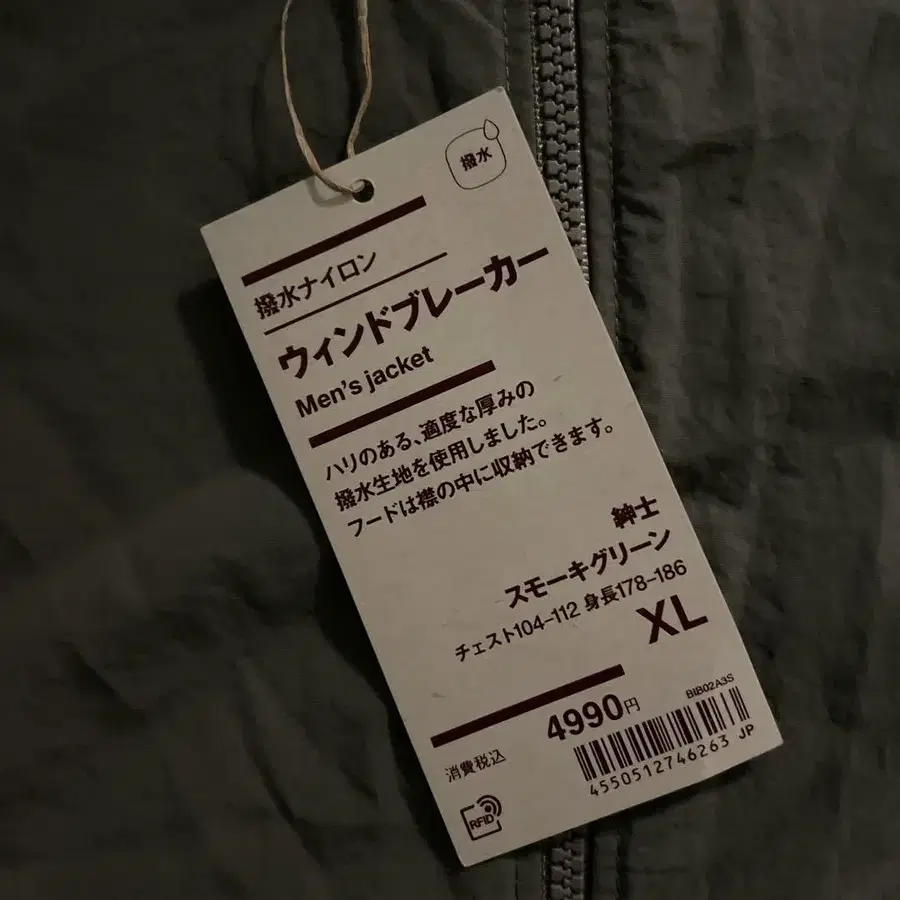 撥水
撥水ナイロン
ウィンドブレーカー
Men's jacket
ハリのある、適度な厚みの
撥水生地を使用しました。
フードは襟の中に収納できます。
紳士
スモーキグリーン
チェスト104–112 身長178–186
XL
4990円
消費税込
BIB02A3S
4550512746263 JP
RFID